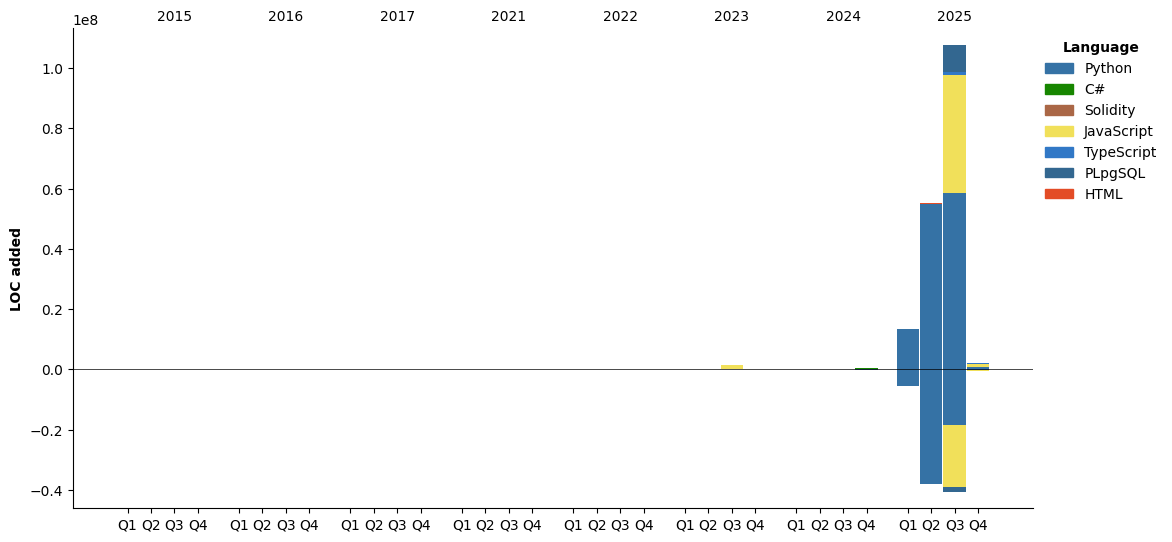 2015 2016 2017 2021 2022 2023 2024 2025
1e8
Language
Python
C#
Solidity
JavaScript
TypeScript
PLpgSQL
HTML
LOC added
1.0
0.8
0.6
0.4
0.2
0.0
−0.2
−0.4
Q1 Q2 Q3 Q4 Q1 Q2 Q3 Q4 Q1 Q2 Q3 Q4 Q1 Q2 Q3 Q4 Q1 Q2 Q3 Q4 Q1 Q2 Q3 Q4 Q1 Q2 Q3 Q4 Q1 Q2 Q3 Q4